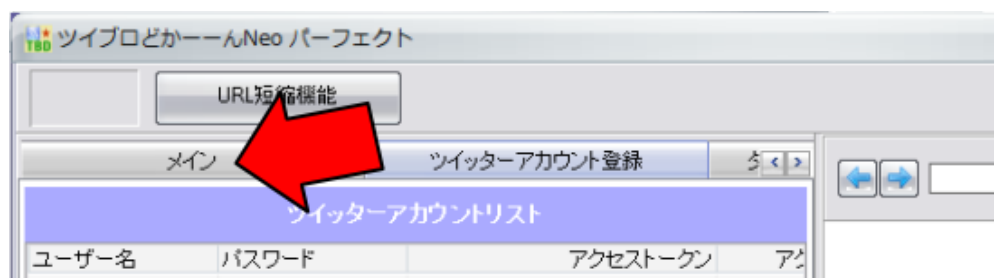 TBD ツイブロどかーーんNeo パーフェクト
URL短縮機能
メイン ツイッターアカウント登録
ツイッターアカウントリスト
ユーザー名 パスワード アクセストークン ア